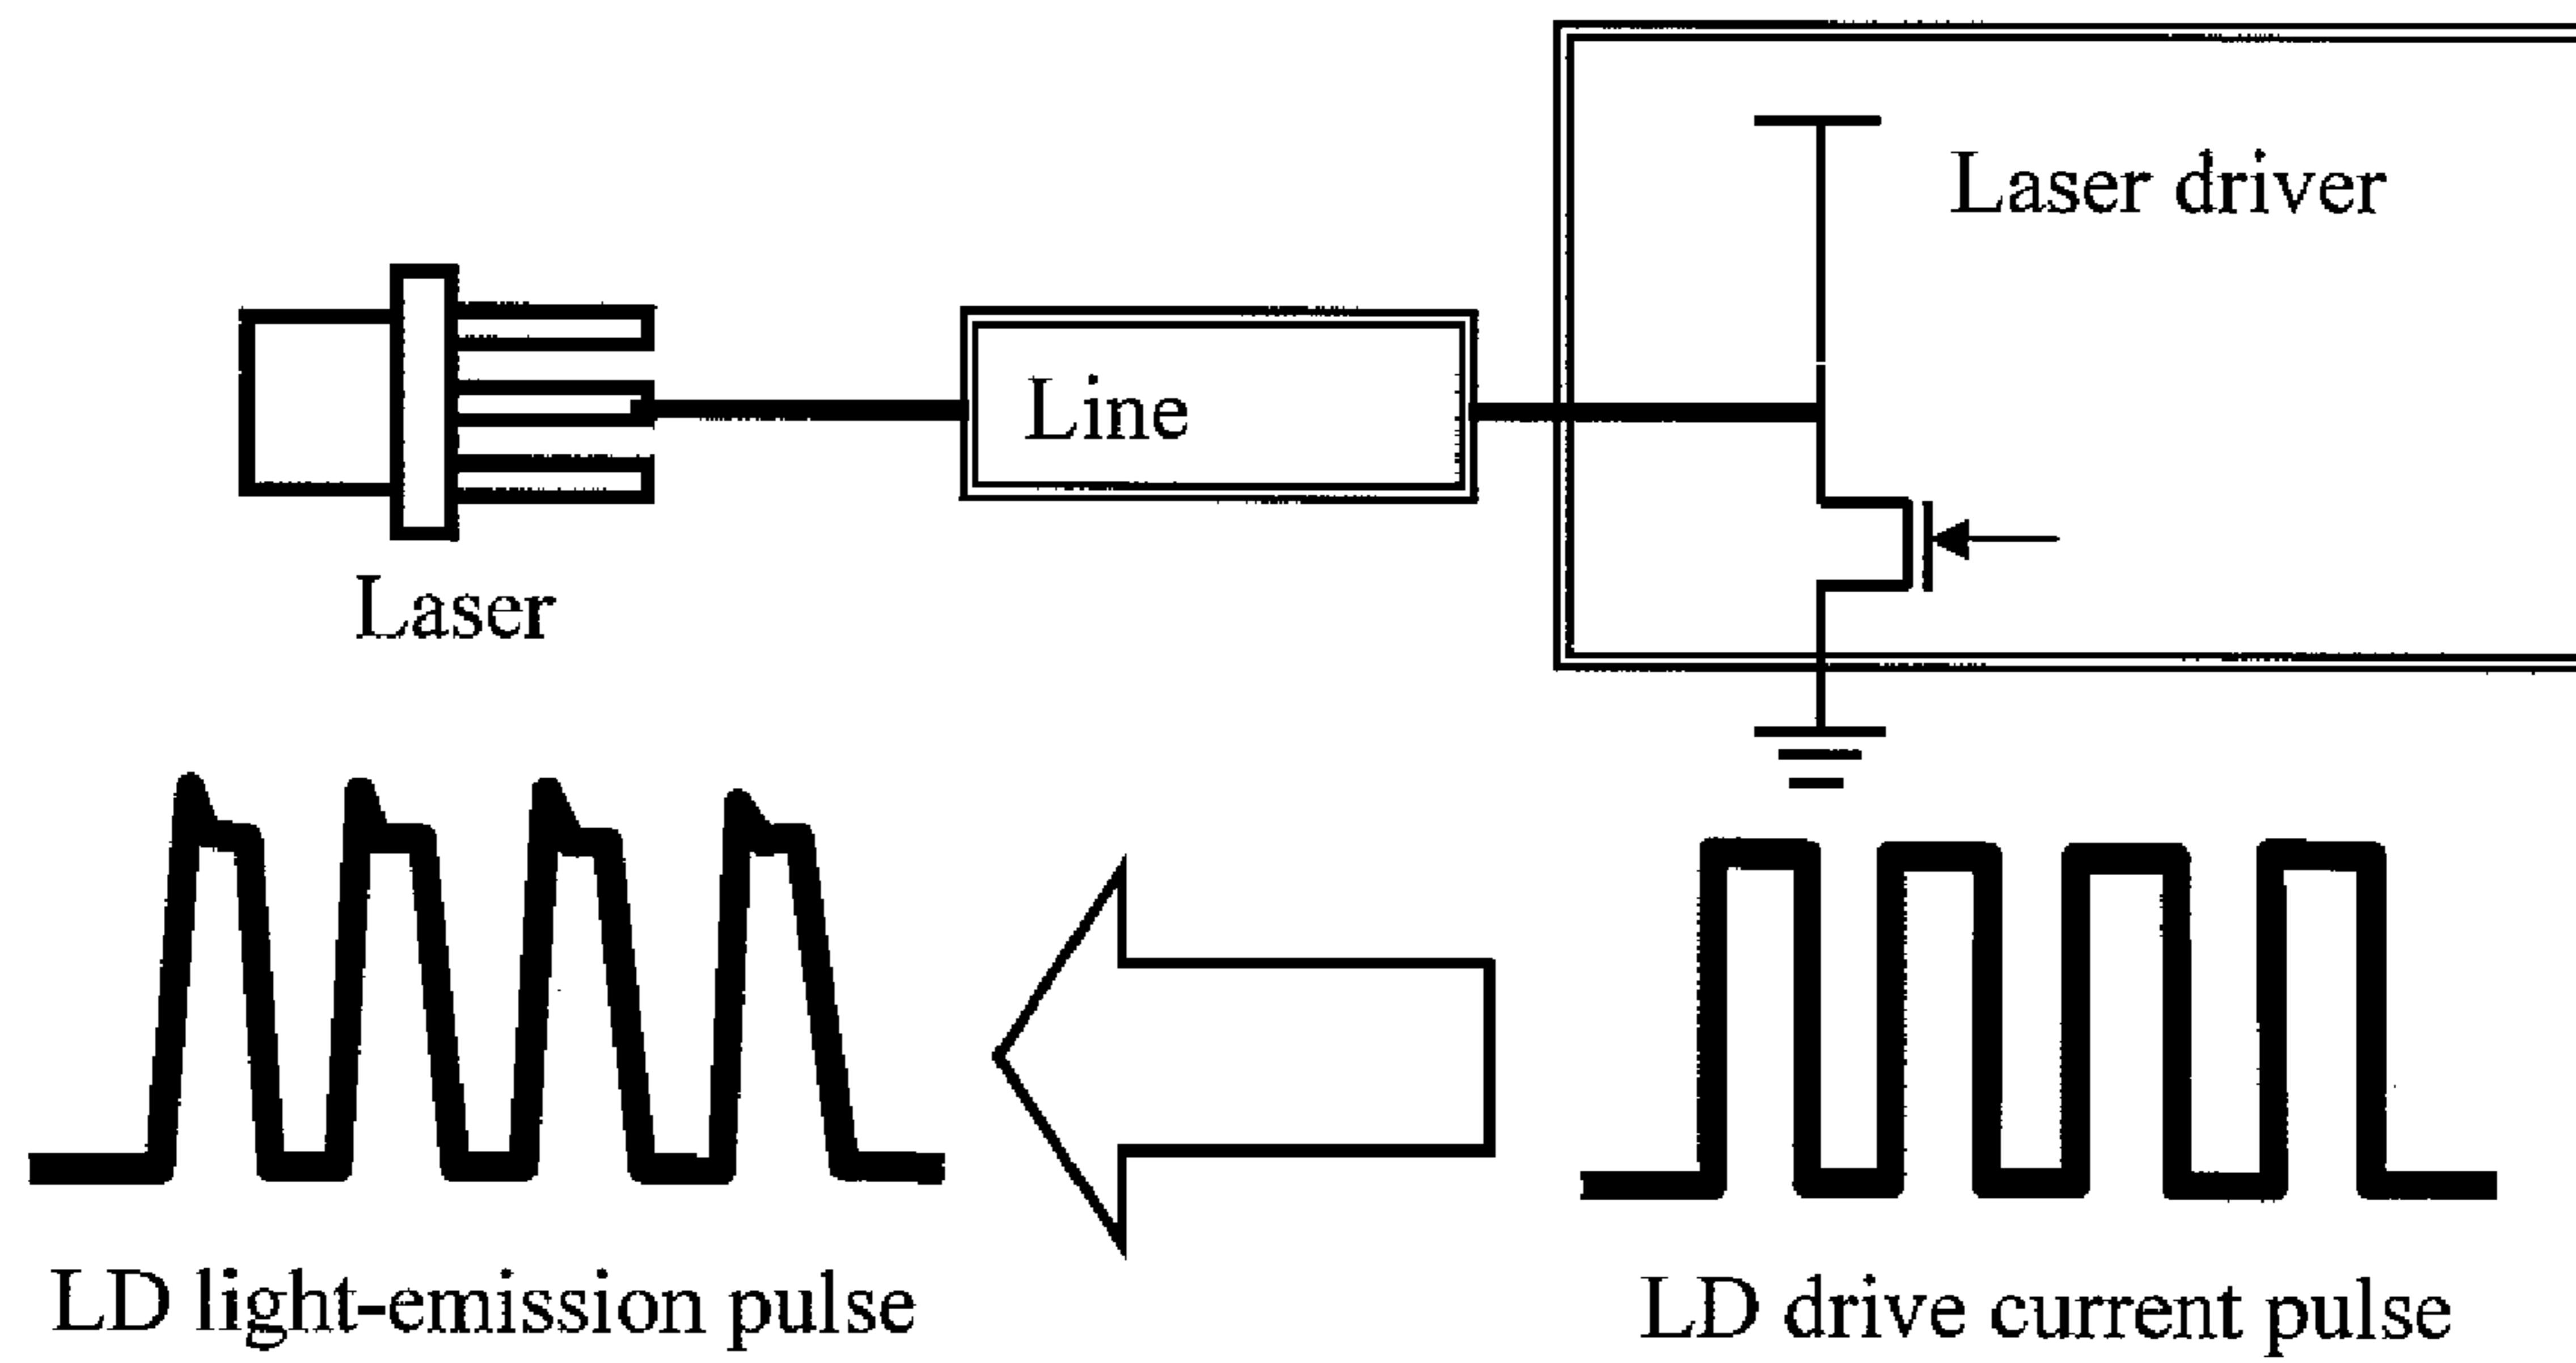 Laser driver
Line
Laser
LD light-emission pulse
LD drive current pulse